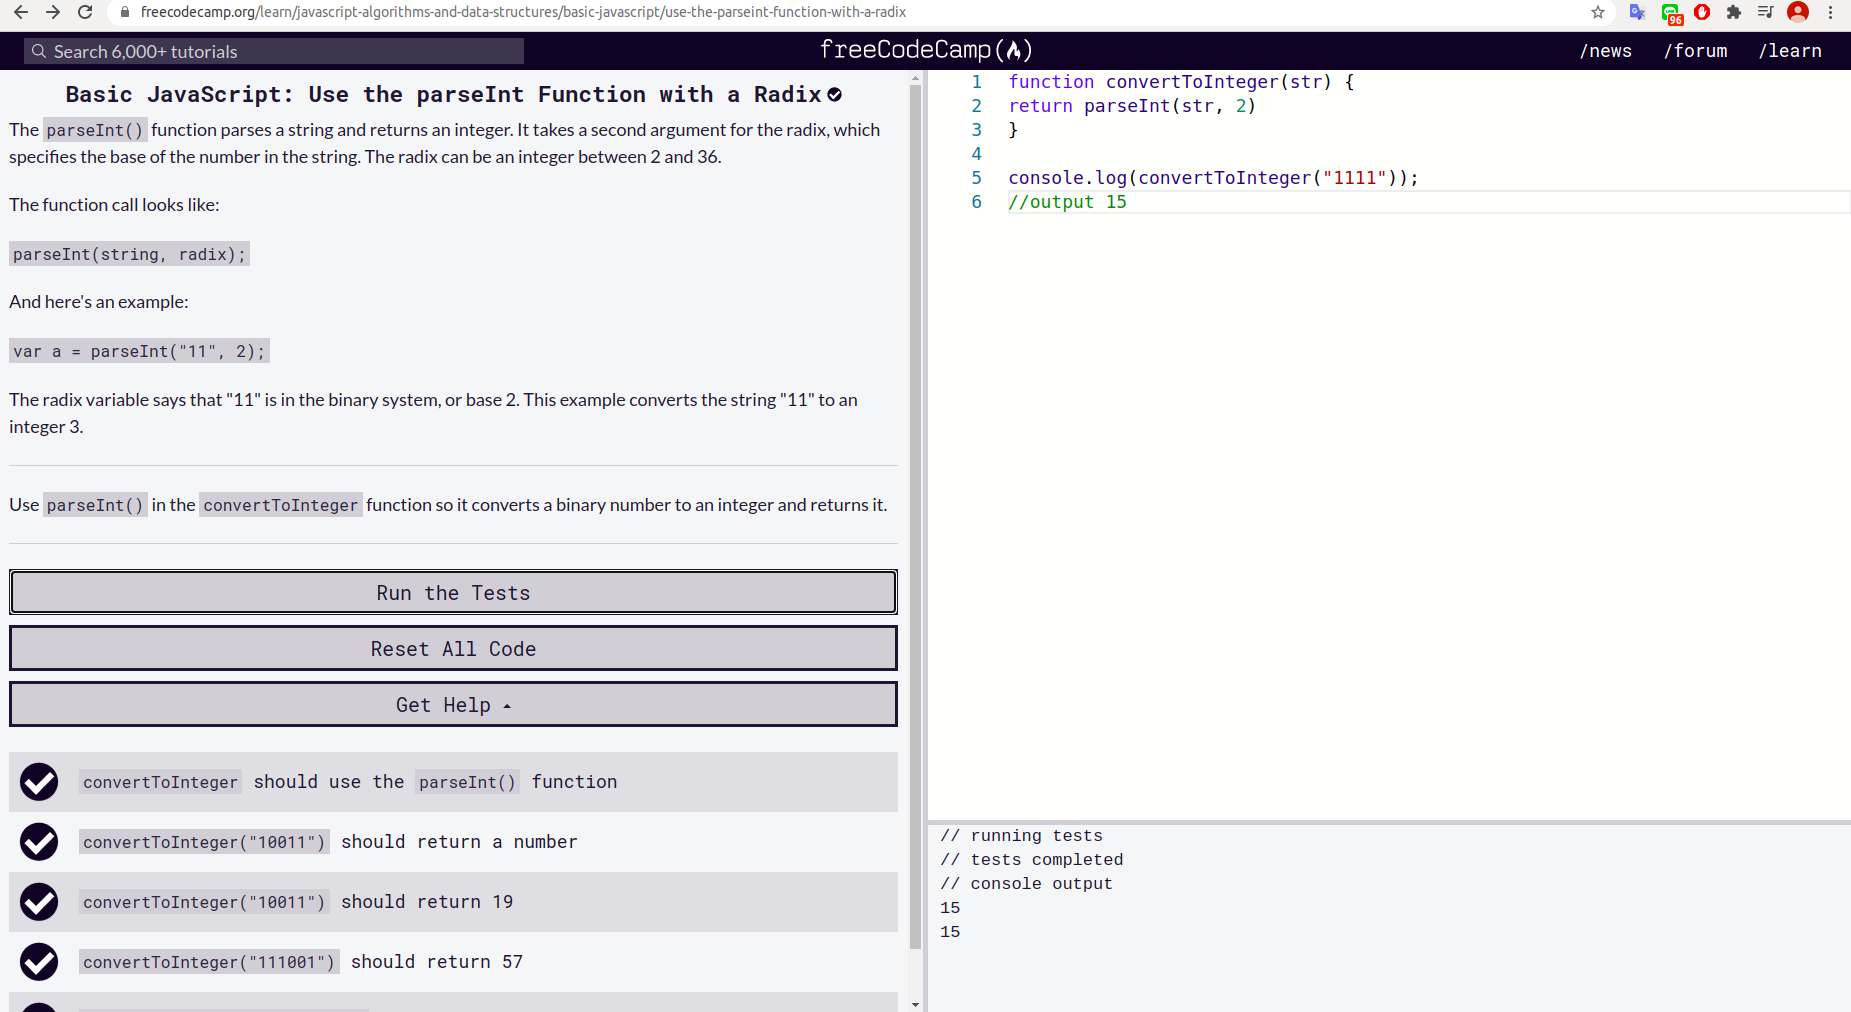 freecodecamp.org/learn/javascript-algorithms-and-data-structures/basic-javascript/use-the-parseint-function-with-a-radix
96
Search 6,000+ tutorials
freeCodeCamp(🔥)
/news /forum /learn
Basic JavaScript: Use the parseInt Function with a Radix
The parseInt() function parses a string and returns an integer. It takes a second argument for the radix, which
specifies the base of the number in the string. The radix can be an integer between 2 and 36.
The function call looks like:
parseInt(string, radix);
And here's an example:
var a = parseInt("11", 2);
The radix variable says that "11" is in the binary system, or base 2. This example converts the string "11" to an
integer 3.
Use parseInt() in the convertToInteger function so it converts a binary number to an integer and returns it.
Run the Tests
Reset All Code
Get Help
convertToInteger should use the parseInt() function
convertToInteger("10011") should return a number
convertToInteger("10011") should return 19
convertToInteger("111001") should return 57
1 function convertToInteger(str) {
2 return parseInt(str, 2)
3 }
4
5 console.log(convertToInteger("1111"));
6 //output 15
// running tests
// tests completed
// console output
15
15